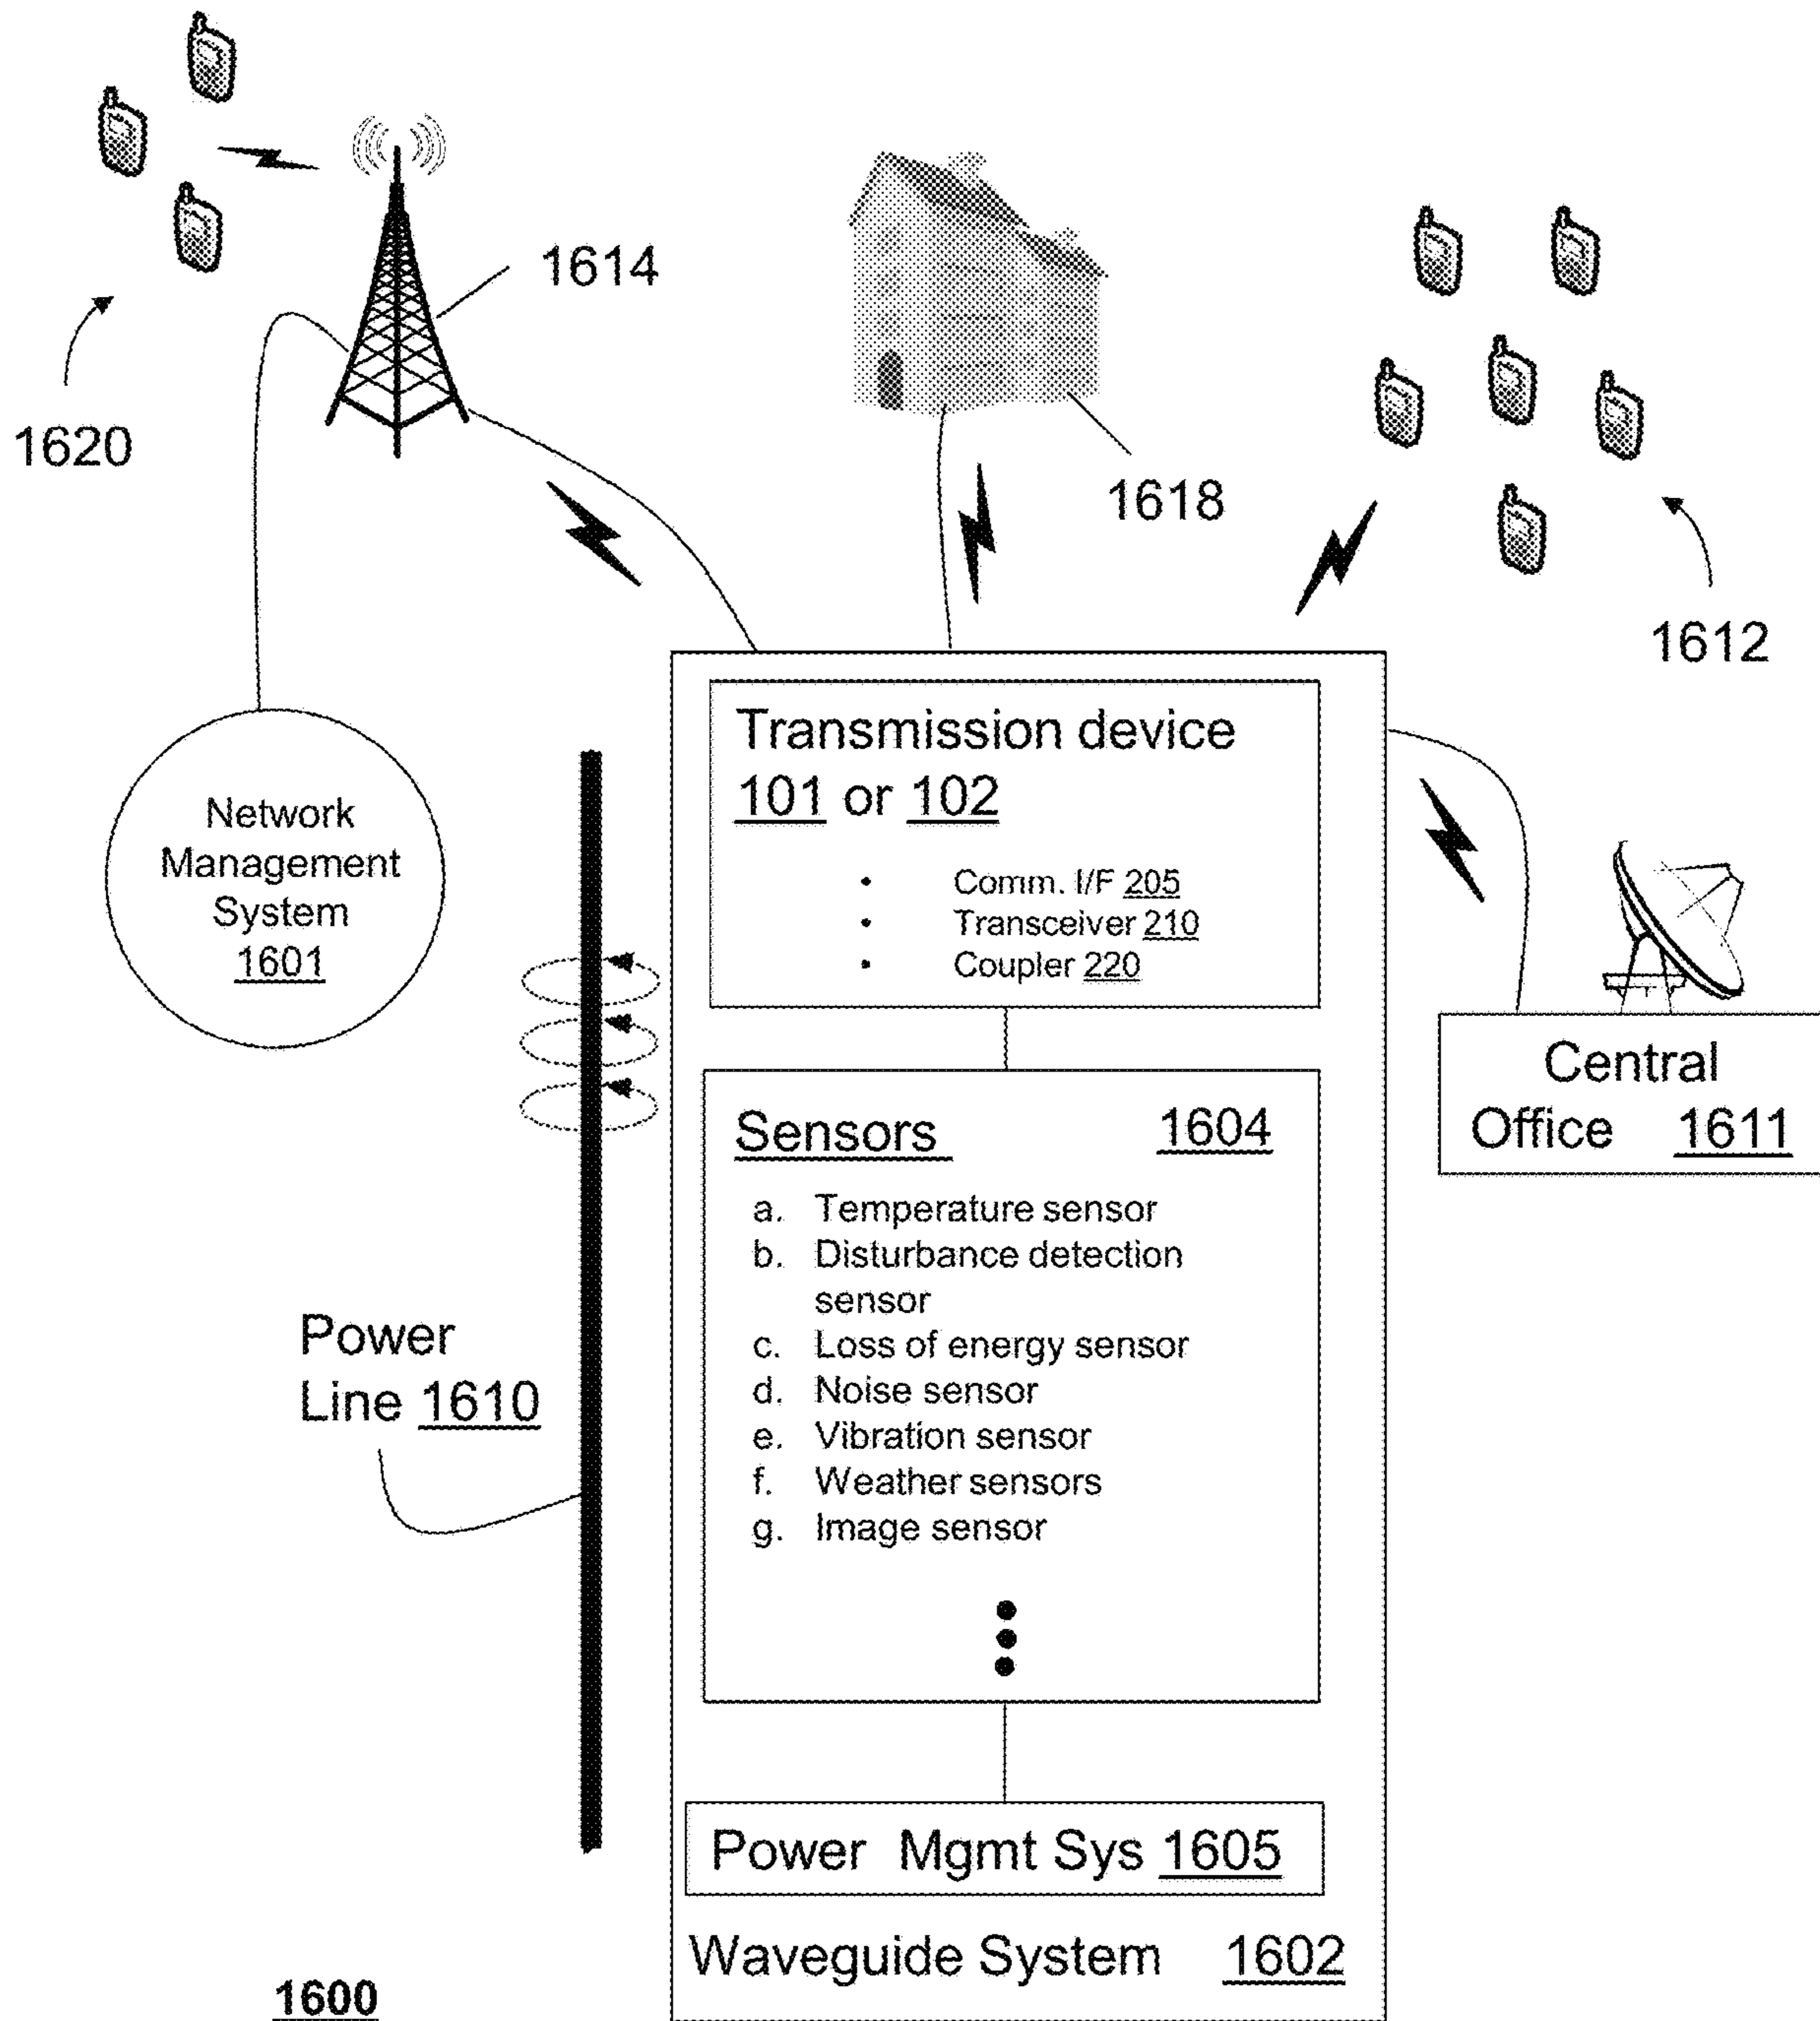 1614
1620
1618
1612
Network
Management
System
1601
Transmission device
101 or 102
• Comm. I/F 205
• Transceiver 210
• Coupler 220
Central
Office 1611
Sensors 1604
a. Temperature sensor
b. Disturbance detection
sensor
c. Loss of energy sensor
d. Noise sensor
e. Vibration sensor
f. Weather sensors
g. Image sensor
Power
Line 1610
Power Mgmt Sys 1605
Waveguide System 1602
1600